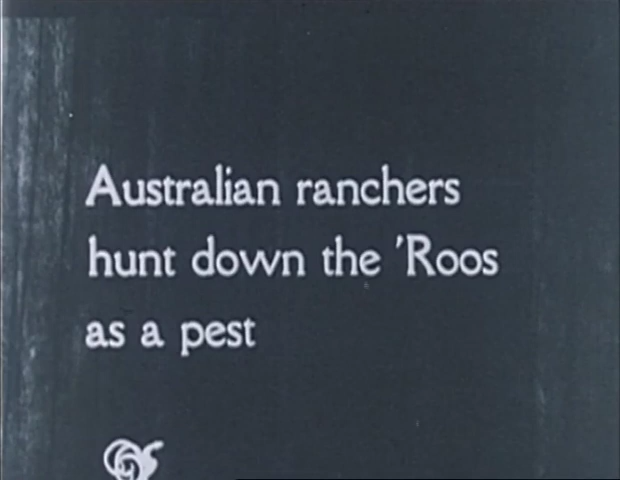 Australian ranchers
hunt down the 'Roos
as a pest